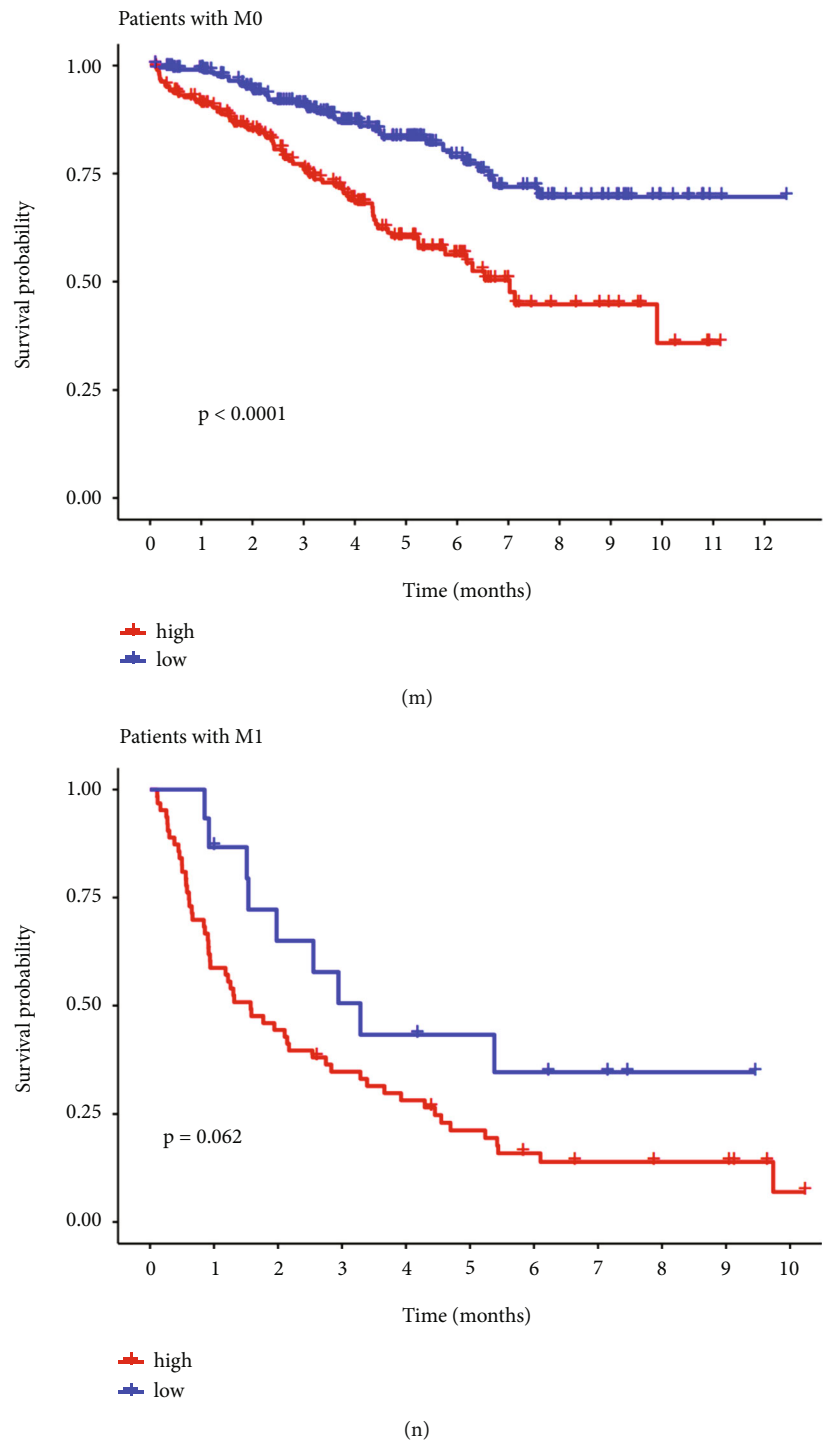 Patients with M0
Survival probability
1.00
0.75
0.50
0.25
0.00
p < 0.0001
0 1 2 3 4 5 6 7 8 9 10 11 12
Time (months)
high
low
(m)
Patients with M1
Survival probability
1.00
0.75
0.50
0.25
0.00
p = 0.062
0 1 2 3 4 5 6 7 8 9 10
Time (months)
high
low
(n)